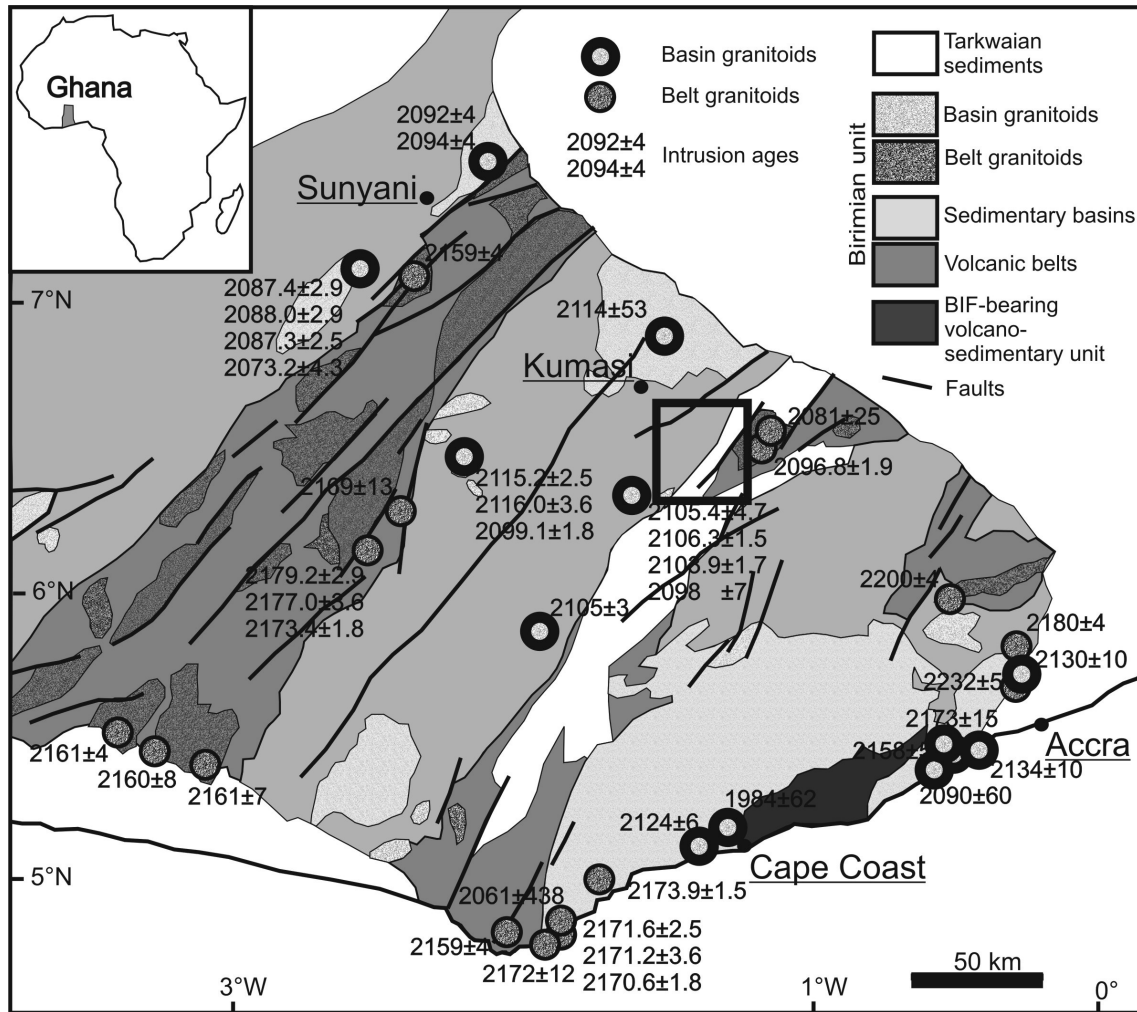 Ghana
Basin granitoids
Belt granitoids
2092±4
2094±4
Intrusion ages
Tarkwaian
sediments
Birimian unit
Basin granitoids
Belt granitoids
Sedimentary basins
Volcanic belts
BIF-bearing
volcano-
sedimentary unit
Faults
2092±4
2094±4
Sunyani
2159±4
7°N
2087.4±2.9
2088.0±2.9
2087.3±2.5
2073.2±4.3
2114±53
Kumasi
2081±25
2096.8±1.9
2115.2±2.5
2116.0±3.6
2099.1±1.8
2169±13
2105.4±4.7
2106.3±1.5
2108.9±1.7
2098 ±7
6°N
2179.2±2.9
2177.0±3.6
2173.4±1.8
2105±3
2200±4
2180±4
2130±10
2232±5
2173±15
Accra
2158±5
2134±10
2090±60
2161±4
2160±8
2161±7
1984±62
2124±6
Cape Coast
5°N
2173.9±1.5
2061±438
2159±4
2172±12
2171.6±2.5
2171.2±3.6
2170.6±1.8
50 km
3°W
1°W
0°